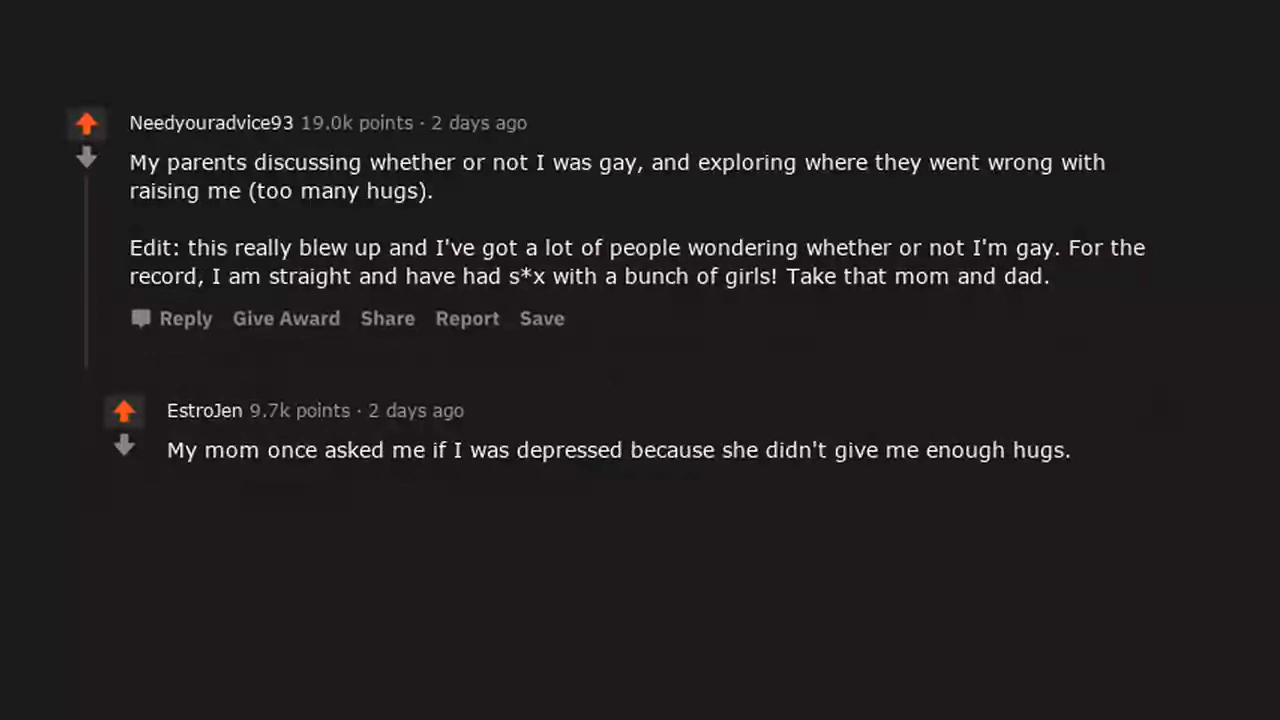 Needyouradvice93 19.0k points · 2 days ago
My parents discussing whether or not I was gay, and exploring where they went wrong with
raising me (too many hugs).
Edit: this really blew up and I've got a lot of people wondering whether or not I'm gay. For the
record, I am straight and have had s*x with a bunch of girls! Take that mom and dad.
Reply Give Award Share Report Save
EstroJen 9.7k points · 2 days ago
My mom once asked me if I was depressed because she didn't give me enough hugs.